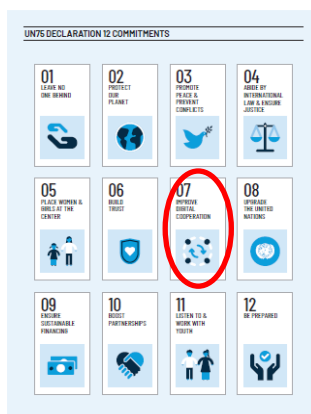 UN75 DECLARATION 12 COMMITMENTS
01
LEAVE NO
ONE BEHIND
02
PROTECT
OUR
PLANET
03
PROMOTE
PEACE &
PREVENT
CONFLICTS
04
ABIDE BY
INTERNATIONAL
LAW & ENSURE
JUSTICE
05
PLACE WOMEN &
GIRLS AT THE
CENTER
06
BUILD
TRUST
07
IMPROVE
DIGITAL
COOPERATION
08
UPGRADE
THE UNITED
NATIONS
09
ENSURE
SUSTAINABLE
FINANCING
10
BOOST
PARTNERSHIPS
11
LISTEN TO &
WORK WITH
YOUTH
12
BE PREPARED